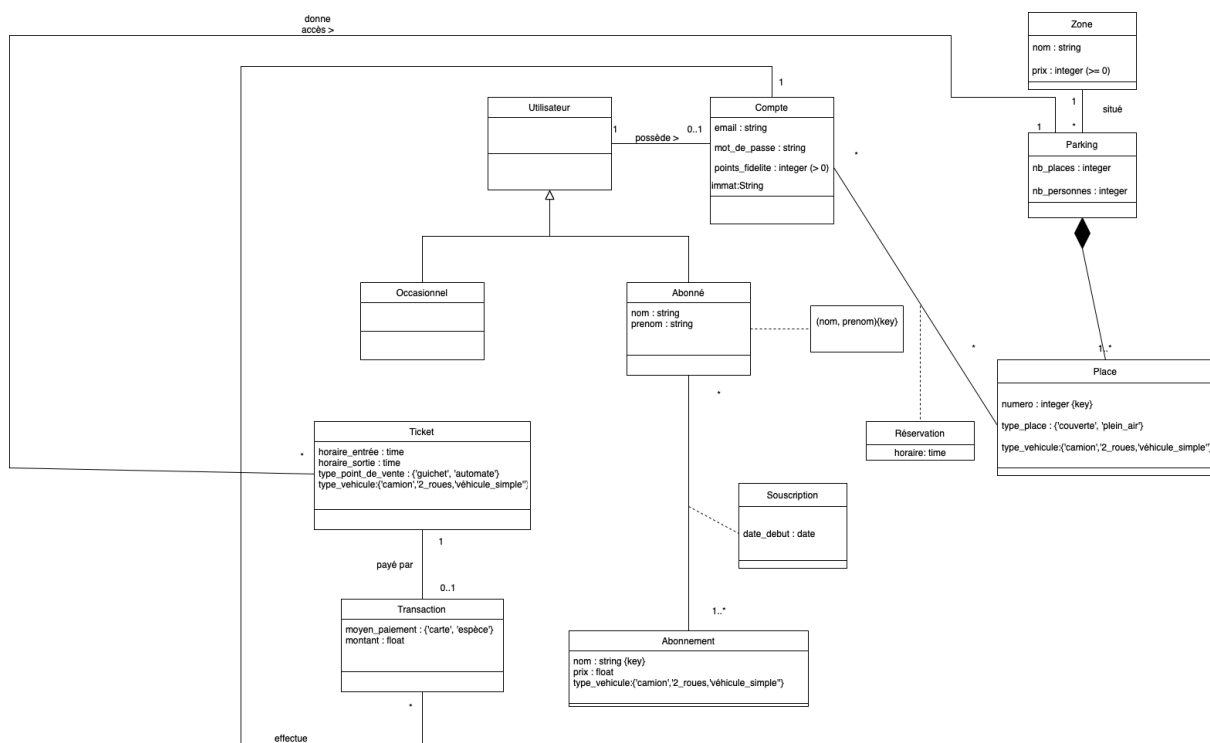 donne
accès >
Zone
nom : string
prix : integer (>= 0)
1
situé
*
1
Parking
nb_places : integer
nb_personnes : integer
1
Utilisateur
1
possède >
0..1
Compte
email : string
mot_de_passe : string
points_fidelite : integer (> 0)
immat:String
*
Occasionnel
Abonné
nom : string
prenom : string
(nom, prenom){key}
*
*
1..*
Place
numero : integer {key}
type_place : {'couverte', 'plein_air'}
type_vehicule:{'camion','2_roues,'véhicule_simple''}
Réservation
horaire: time
*
Ticket
horaire_entrée : time
horaire_sortie : time
type_point_de_vente : {'guichet', 'automate'}
type_vehicule:{'camion','2_roues,'véhicule_simple''}
Souscription
date_debut : date
1
payé par
0..1
Transaction
moyen_paiement : {'carte', 'espèce'}
montant : float
1..*
Abonnement
nom : string {key}
prix : float
type_vehicule:{'camion','2_roues,'véhicule_simple''}
*
effectue